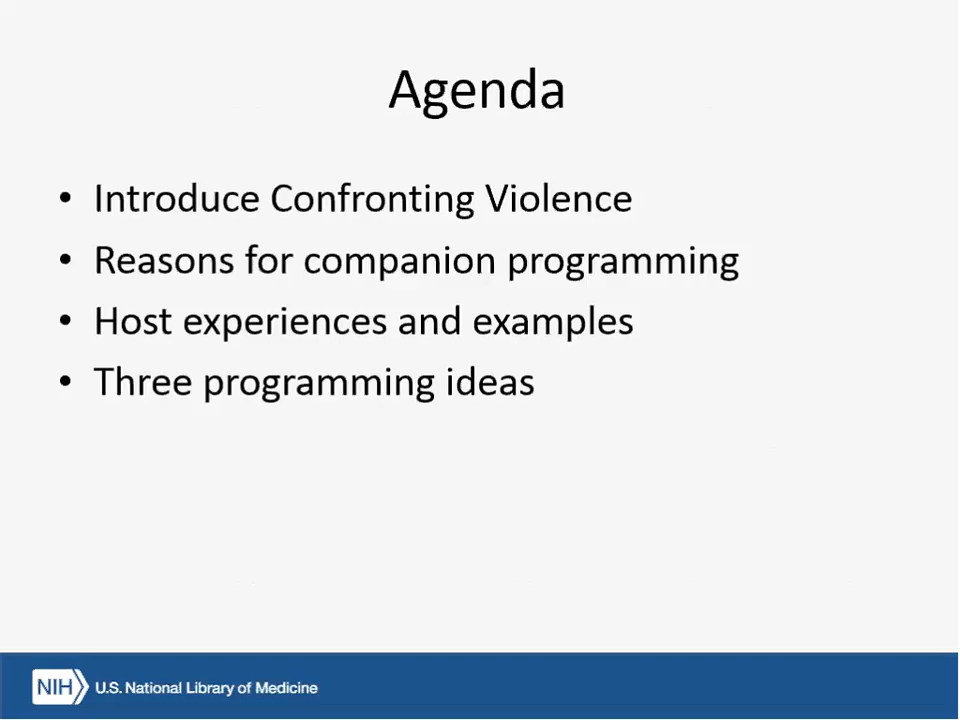 Agenda
• Introduce Confronting Violence
• Reasons for companion programming
• Host experiences and examples
• Three programming ideas
NIH U.S. National Library of Medicine